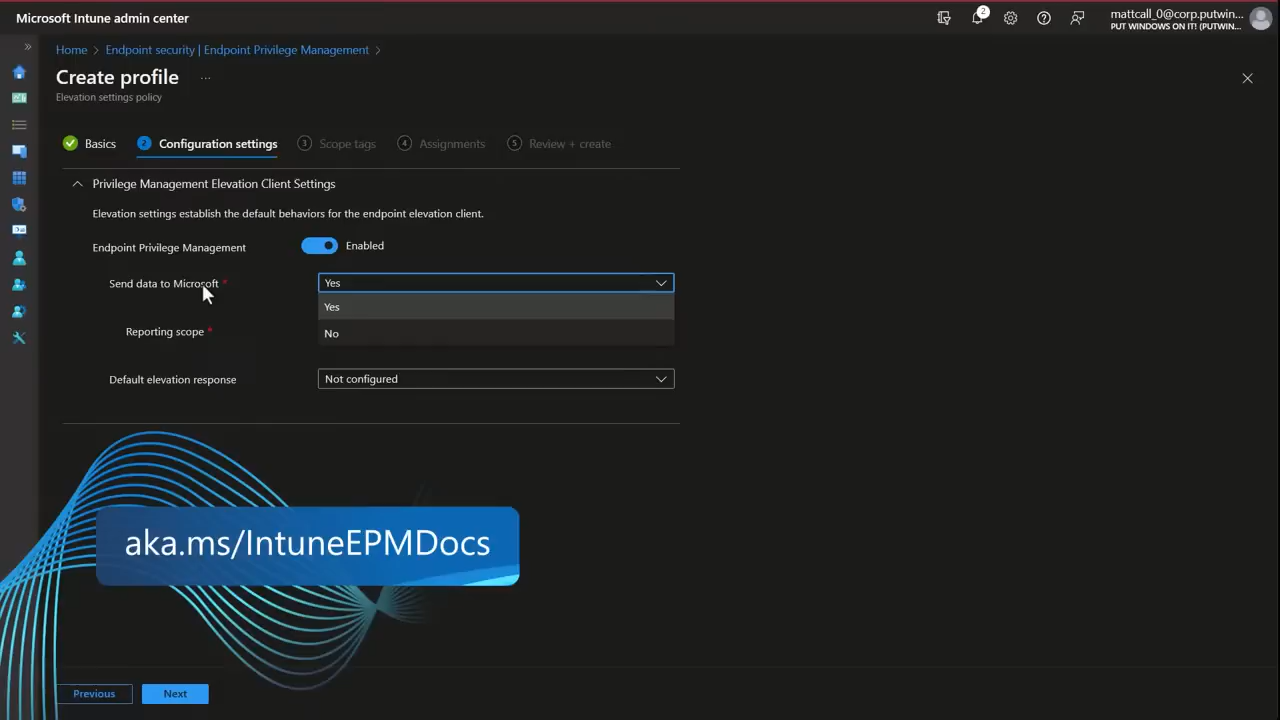 Microsoft Intune admin center
2
mattcall_0@corp.putwin...
PUT WINDOWS ON IT! (PUTWIN...
Home > Endpoint security | Endpoint Privilege Management >
Create profile ...
Elevation settings policy
Basics
2 Configuration settings
3 Scope tags
4 Assignments
5 Review + create
Privilege Management Elevation Client Settings
Elevation settings establish the default behaviors for the endpoint elevation client.
Endpoint Privilege Management
Enabled
Send data to Microsoft *
Yes
Yes
Reporting scope *
No
Default elevation response
Not configured
aka.ms/IntuneEPMDocs
Previous
Next